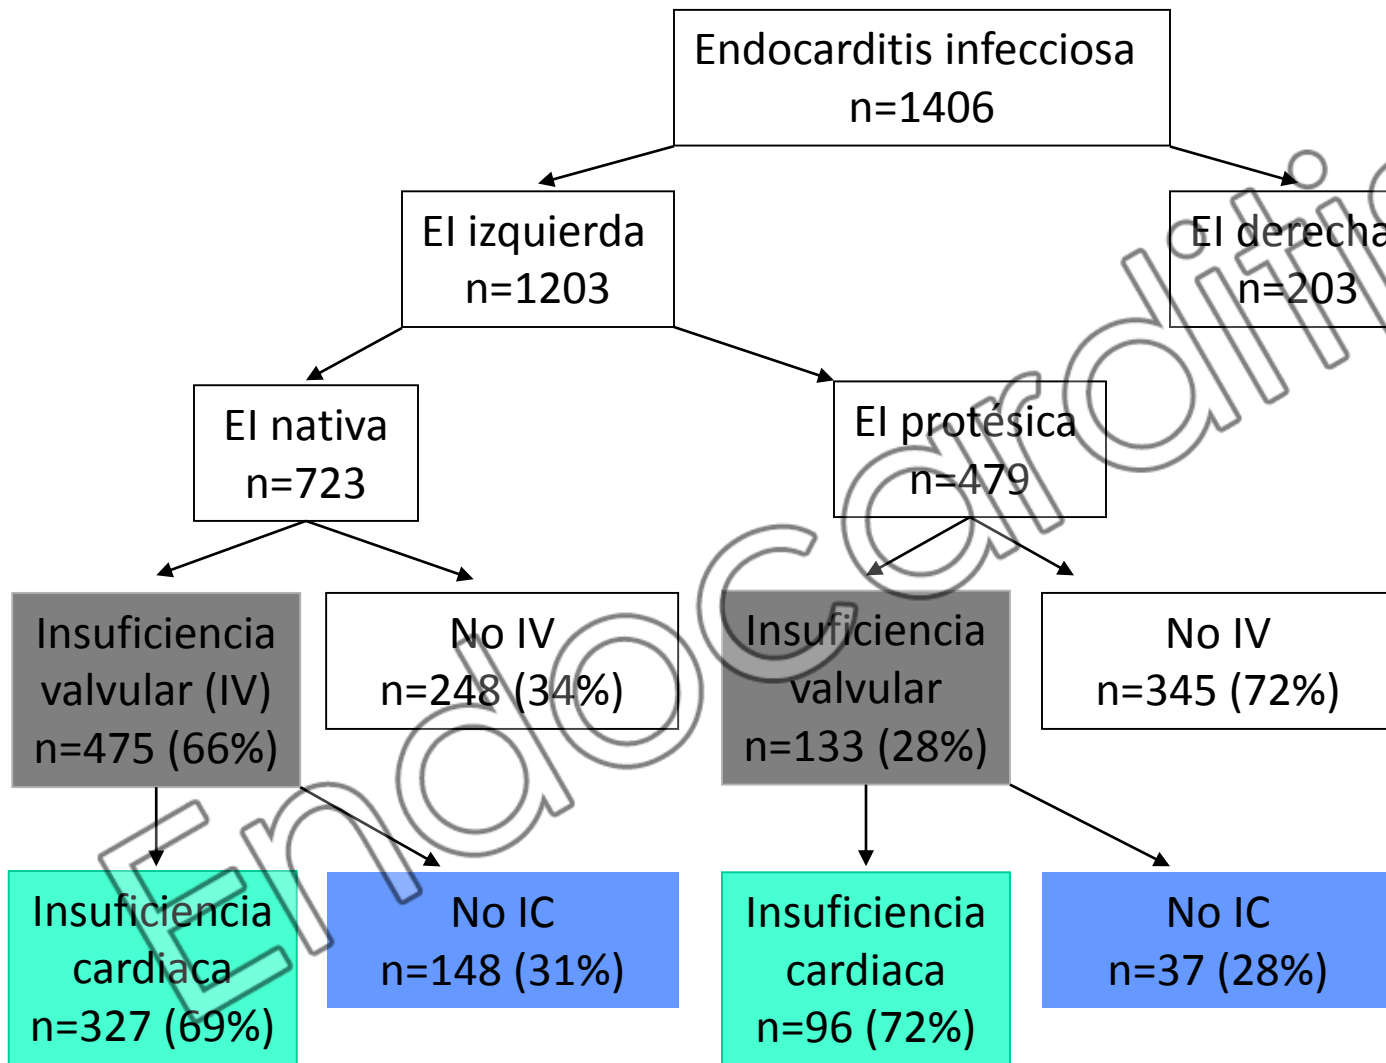 Endocarditis infecciosa
n=1406
EI izquierda
n=1203
EI derecha
n=203
EI nativa
n=723
EI protésica
n=479
Insuficiencia
valvular (IV)
n=475 (66%)
No IV
n=248 (34%)
Insuficiencia
valvular
n=133 (28%)
No IV
n=345 (72%)
Insuficiencia
cardiaca
n=327 (69%)
No IC
n=148 (31%)
Insuficiencia
cardiaca
n=96 (72%)
No IC
n=37 (28%)
Endocarditis